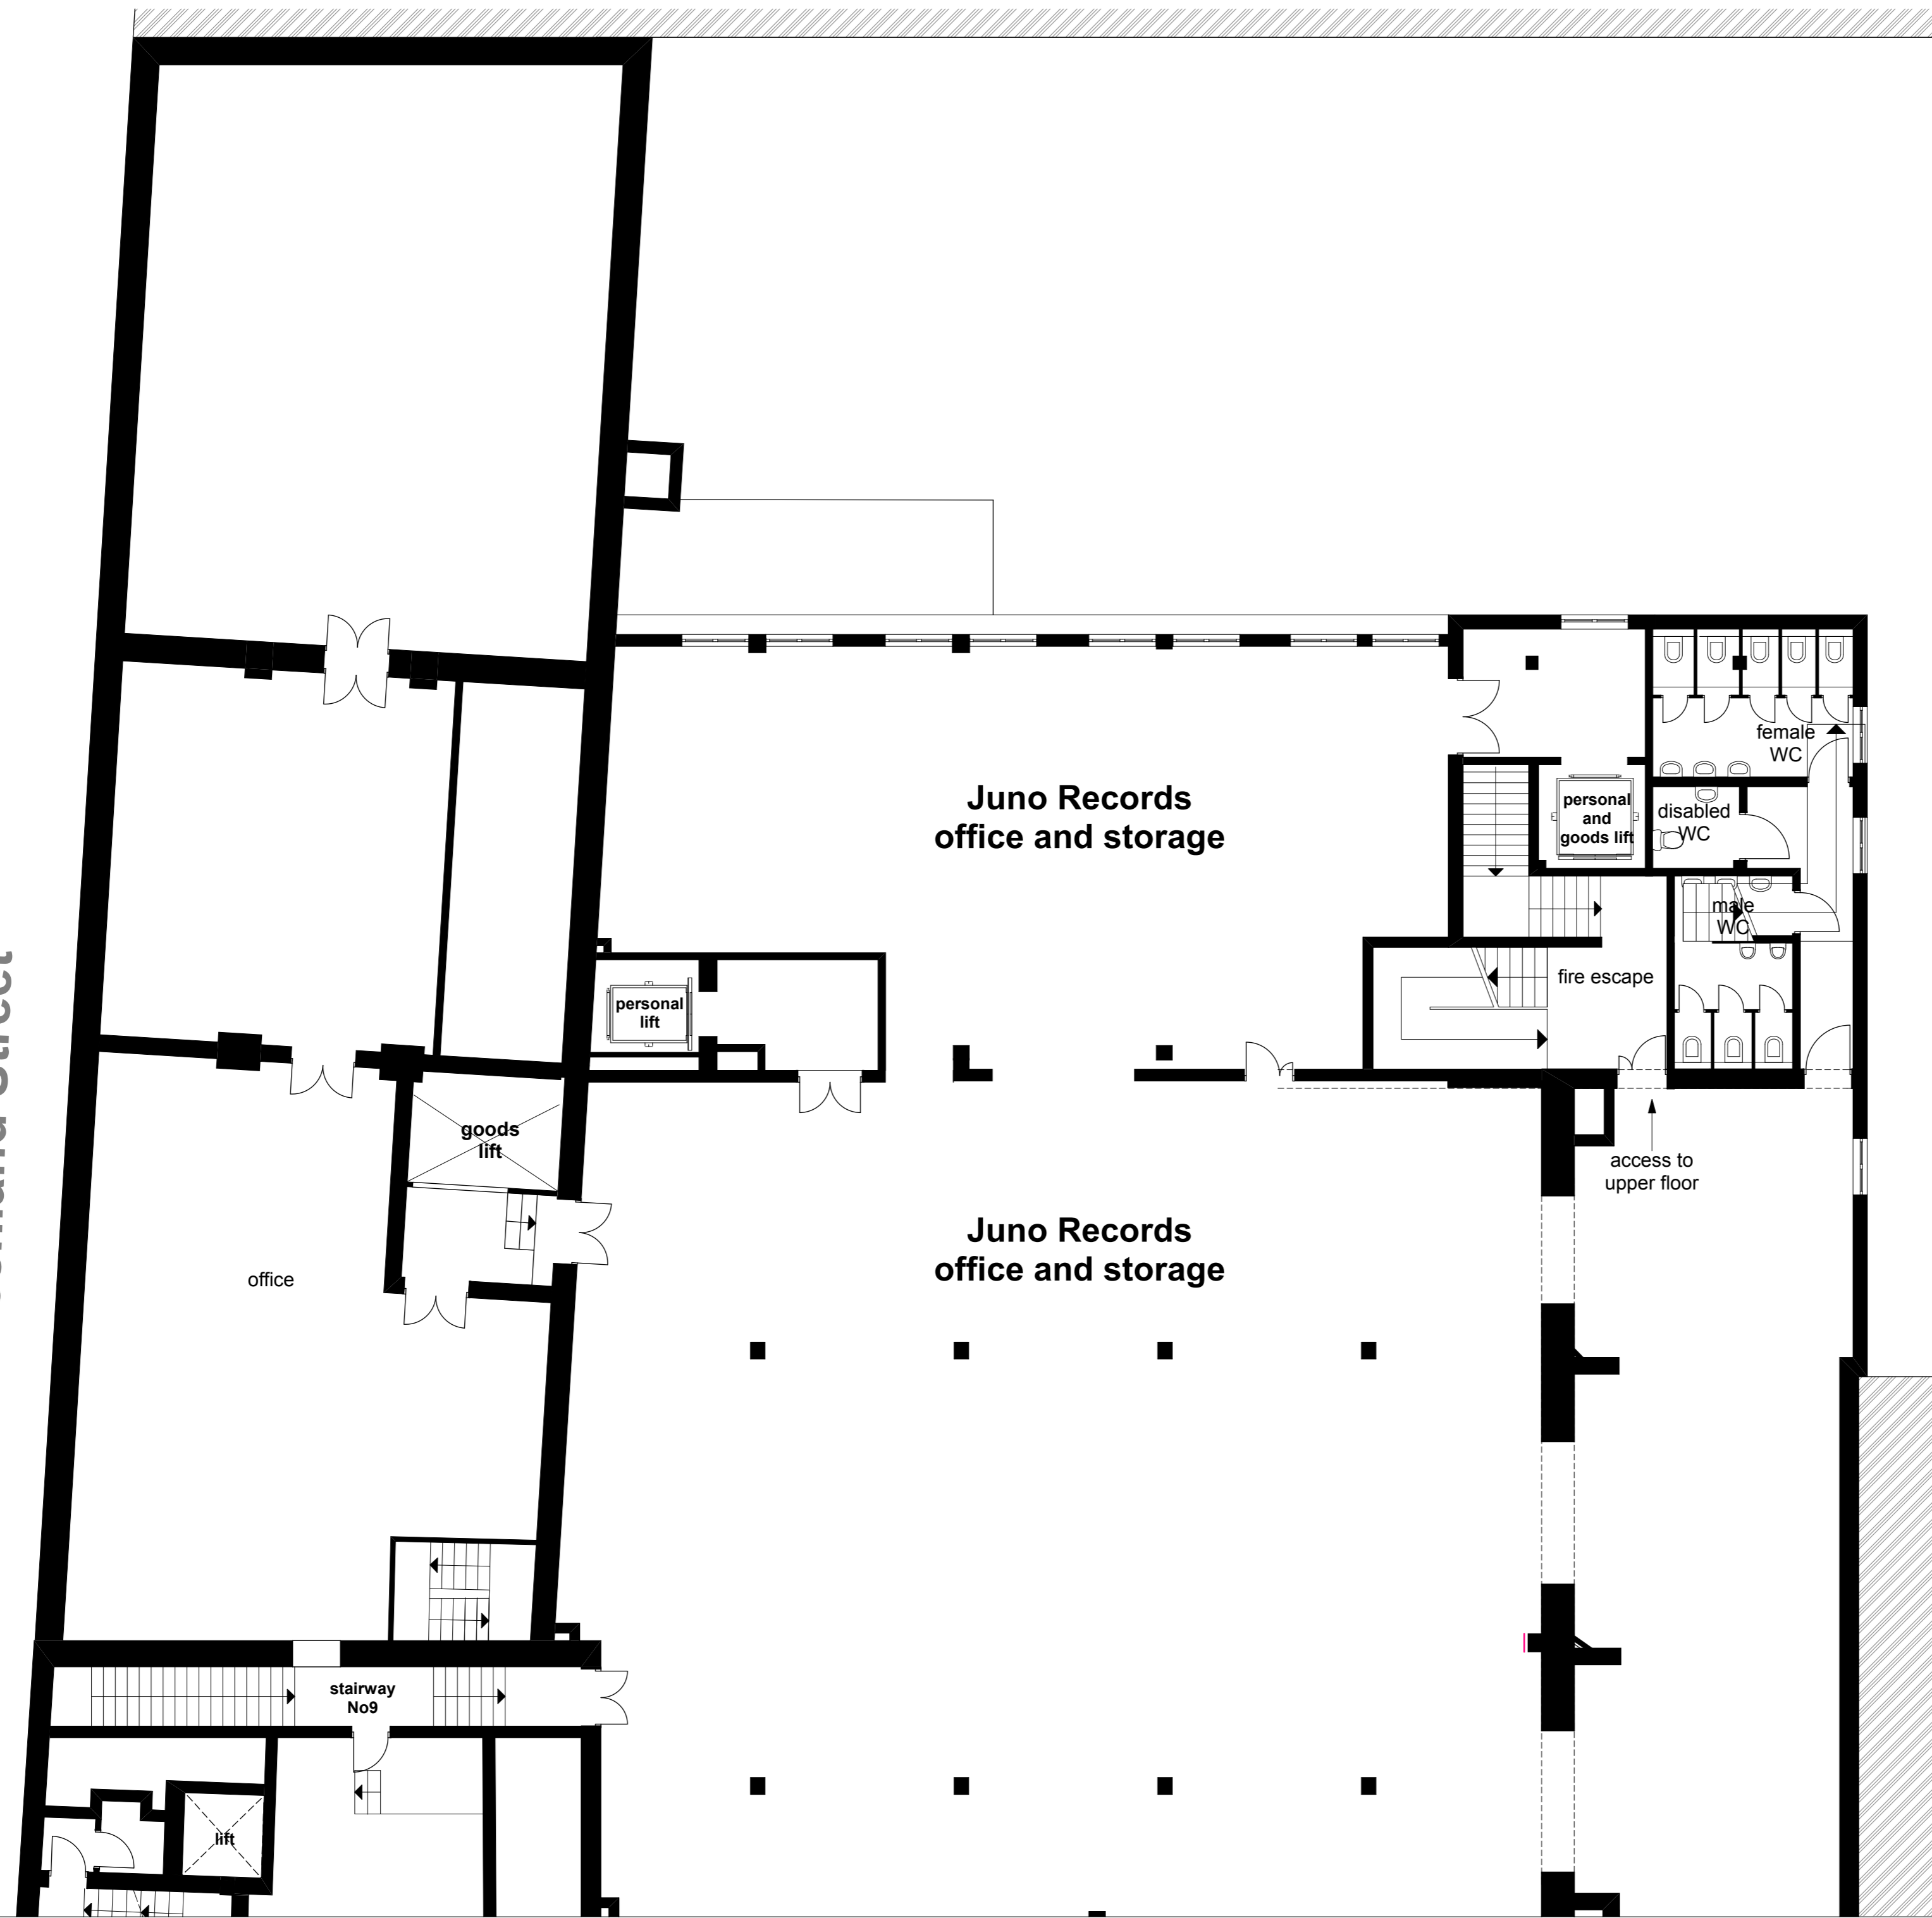 female
WC
Juno Records
office and storage
personal
and
goods lift
disabled
WC
male
WC
fire escape
personal
lift
goods
lift
access to
upper floor
Juno Records
office and storage
office
stairway
No9
lift
Street